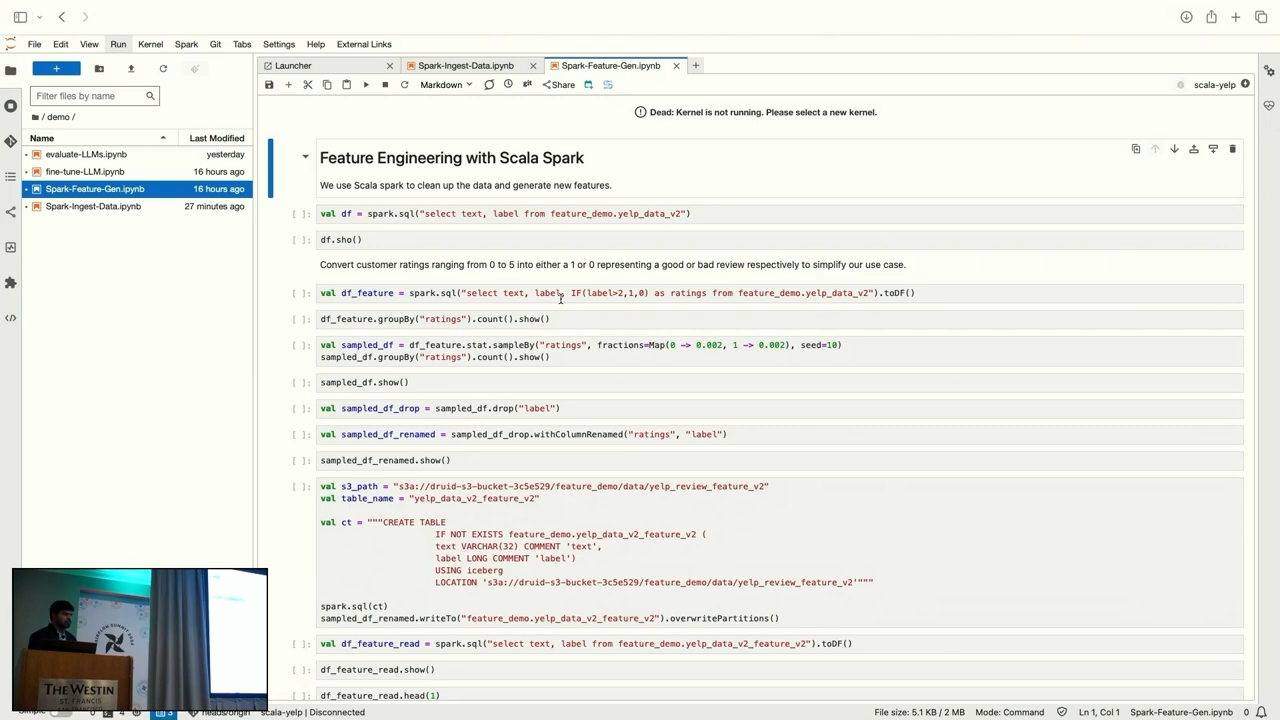 File Edit View Run Kernel Spark Git Tabs Settings Help External Links
Launcher
Spark-Ingest-Data.ipynb
Spark-Feature-Gen.ipynb
Filter files by name
/ demo /
Name Last Modified
evaluate-LLMs.ipynb yesterday
fine-tune-LLM.ipynb 16 hours ago
Spark-Feature-Gen.ipynb 16 hours ago
Spark-Ingest-Data.ipynb 27 minutes ago
Markdown git Share scala-yelp
Dead: Kernel is not running. Please select a new kernel.
Feature Engineering with Scala Spark
We use Scala spark to clean up the data and generate new features.
[ ]: val df = spark.sql("select text, label from feature_demo.yelp_data_v2")
[ ]: df.sho()
Convert customer ratings ranging from 0 to 5 into either a 1 or 0 representing a good or bad review respectively to simplify our use case.
[ ]: val df_feature = spark.sql("select text, label, IF(label>2,1,0) as ratings from feature_demo.yelp_data_v2").toDF()
[ ]: df_feature.groupBy("ratings").count().show()
[ ]: val sampled_df = df_feature.stat.sampleBy("ratings", fractions=Map(0 -> 0.002, 1 -> 0.002), seed=10)
sampled_df.groupBy("ratings").count().show()
[ ]: sampled_df.show()
[ ]: val sampled_df_drop = sampled_df.drop("label")
[ ]: val sampled_df_renamed = sampled_df_drop.withColumnRenamed("ratings", "label")
[ ]: sampled_df_renamed.show()
[ ]: val s3_path = "s3a://druid-s3-bucket-3c5e529/feature_demo/data/yelp_review_feature_v2"
val table_name = "yelp_data_v2_feature_v2"
val ct = """CREATE TABLE
IF NOT EXISTS feature_demo.yelp_data_v2_feature_v2 (
text VARCHAR(32) COMMENT 'text',
label LONG COMMENT 'label')
USING iceberg
LOCATION 's3a://druid-s3-bucket-3c5e529/feature_demo/data/yelp_review_feature_v2'"""
spark.sql(ct)
sampled_df_renamed.writeTo("feature_demo.yelp_data_v2_feature_v2").overwritePartitions()
[ ]: val df_feature_read = spark.sql("select text, label from feature_demo.yelp_data_v2_feature_v2").toDF()
[ ]: df_feature_read.show()
[ ]: df_feature_read.head(1)
THE WESTIN
ST. FRANCIS
scala-yelp | Disconnected
File size: 5.1 KB / 2 MB Mode: Command Ln 1, Col 1 Spark-Feature-Gen.ipynb 0